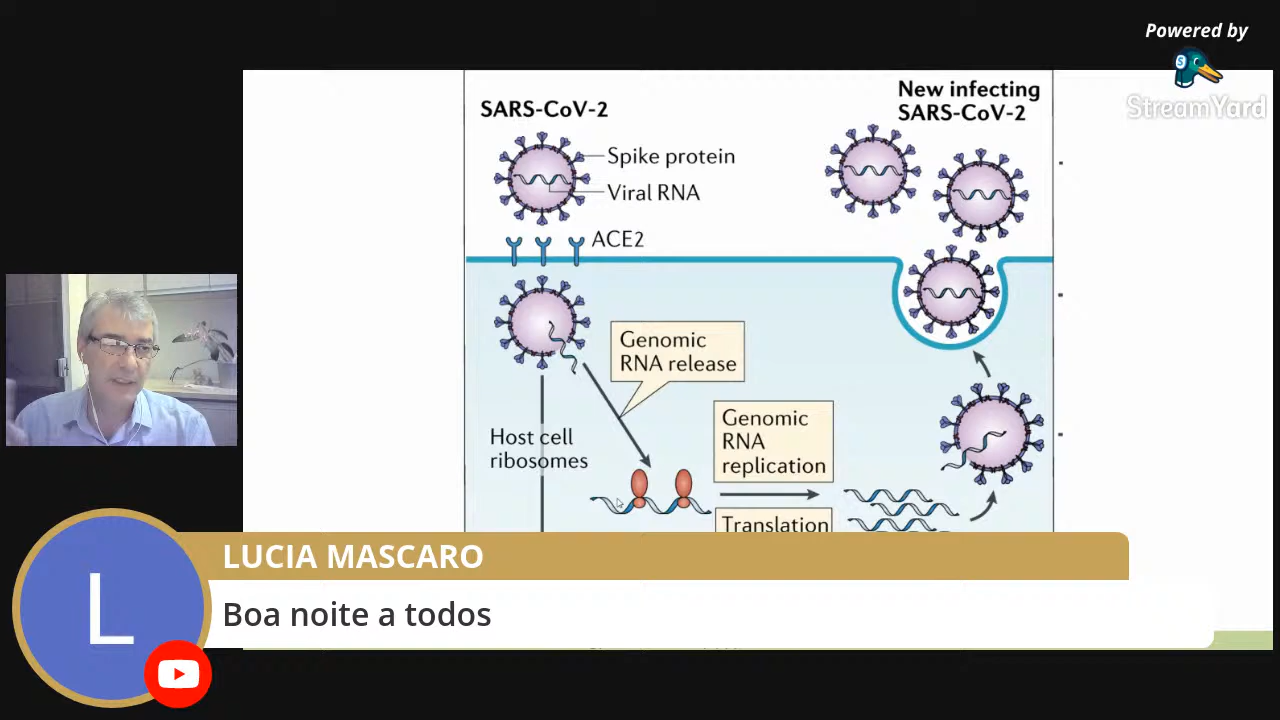 Powered by
StreamYard
SARS-CoV-2
Spike protein
Viral RNA
ACE2
New infecting
SARS-CoV-2
Genomic
RNA release
Host cell
ribosomes
Genomic
RNA
replication
Translation
LUCIA MASCARO
Boa noite a todos
L